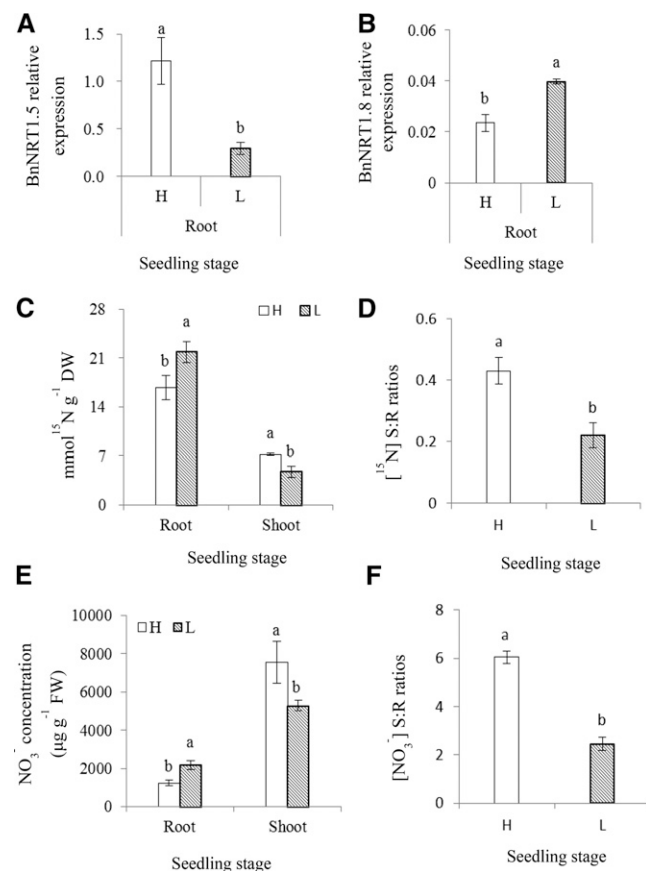 A
BnNRT1.5 relative
expression
1.5
1.0
0.5
0.0
a
b
H
L
Root
Seedling stage
B
BnNRT1.8 relative
expression
0.06
0.04
0.02
0
b
a
H
L
Root
Seedling stage
C
mmol ¹⁵N g⁻¹ DW
28
21
14
7
0
H L
b
a
a
b
Root Shoot
Seedling stage
D
[¹⁵N] S:R ratios
0.6
0.4
0.2
0
a
b
H L
Seedling stage
E
NO₃⁻ concentration
(µg g⁻¹ FW)
10000
8000
6000
4000
2000
0
H L
b
a
a
b
Root Shoot
Seedling stage
F
[NO₃⁻] S:R ratios
8
6
4
2
0
a
b
H L
Seedling stage